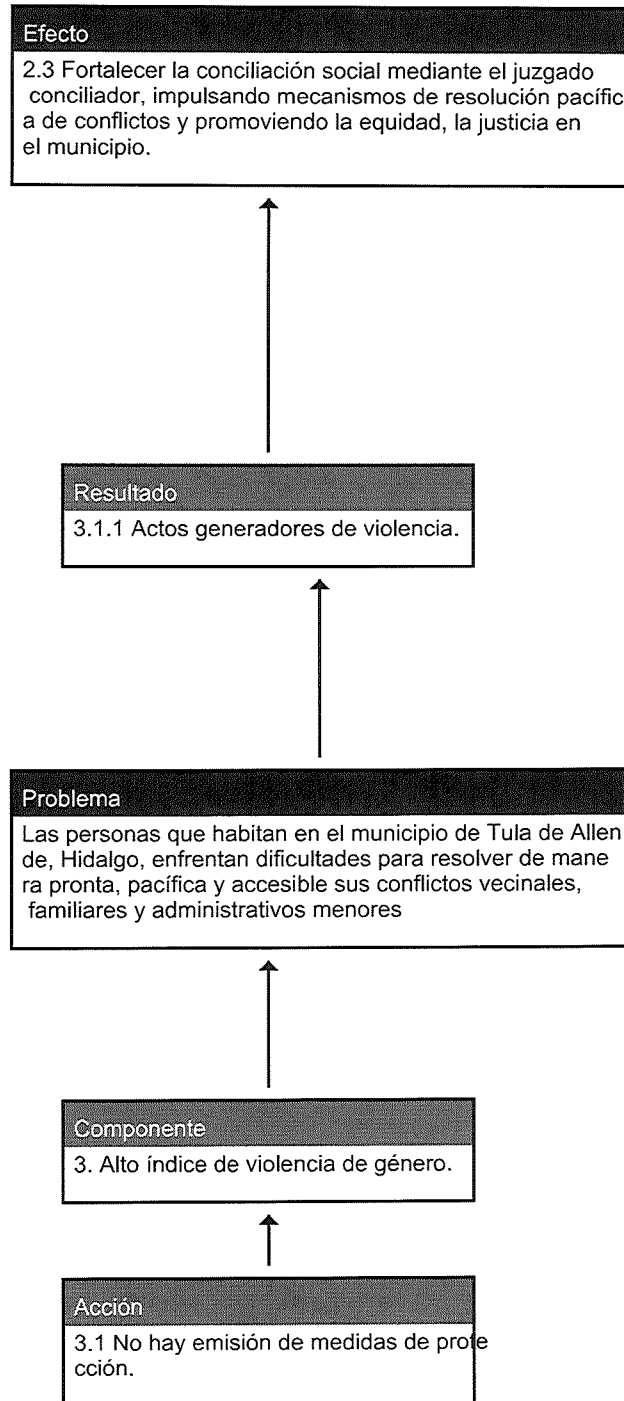 Efecto
2.3 Fortalecer la conciliación social mediante el juzgado
conciliador, impulsando mecanismos de resolución pacífic
a de conflictos y promoviendo la equidad, la justicia en
el municipio.
Resultado
3.1.1 Actos generadores de violencia.
Problema
Las personas que habitan en el municipio de Tula de Allen
de, Hidalgo, enfrentan dificultades para resolver de mane
ra pronta, pacífica y accesible sus conflictos vecinales,
familiares y administrativos menores
Componente
3. Alto índice de violencia de género.
Acción
3.1 No hay emisión de medidas de prote
cción.